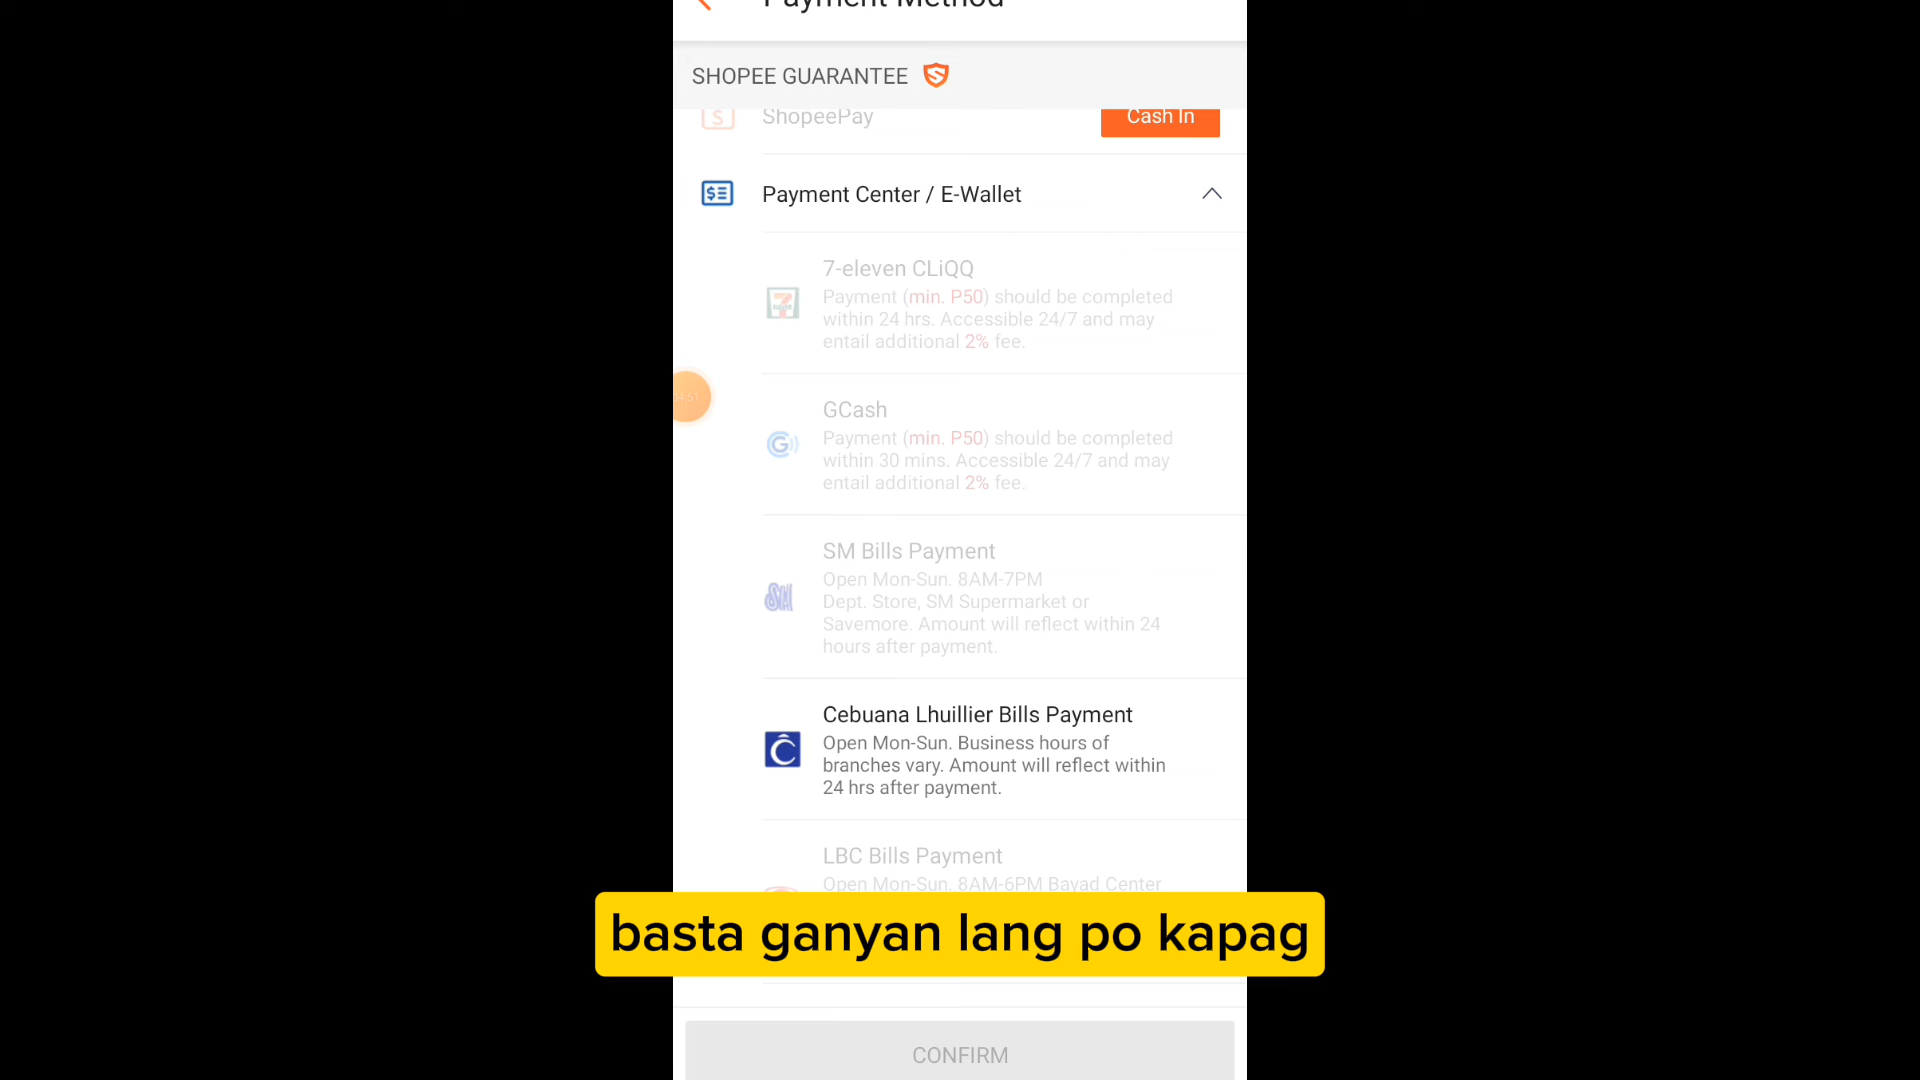 Payment Method
SHOPEE GUARANTEE
ShopeePay
Cash In
Payment Center / E-Wallet
7-eleven CLiQQ
Payment (min. P50) should be completed
within 24 hrs. Accessible 24/7 and may
entail additional 2% fee.
04:51
GCash
Payment (min. P50) should be completed
within 30 mins. Accessible 24/7 and may
entail additional 2% fee.
SM Bills Payment
Open Mon-Sun. 8AM-7PM
Dept. Store, SM Supermarket or
Savemore. Amount will reflect within 24
hours after payment.
Cebuana Lhuillier Bills Payment
Open Mon-Sun. Business hours of
branches vary. Amount will reflect within
24 hrs after payment.
LBC Bills Payment
Open Mon-Sun. 8AM-6PM Bayad Center
basta ganyan lang po kapag
CONFIRM